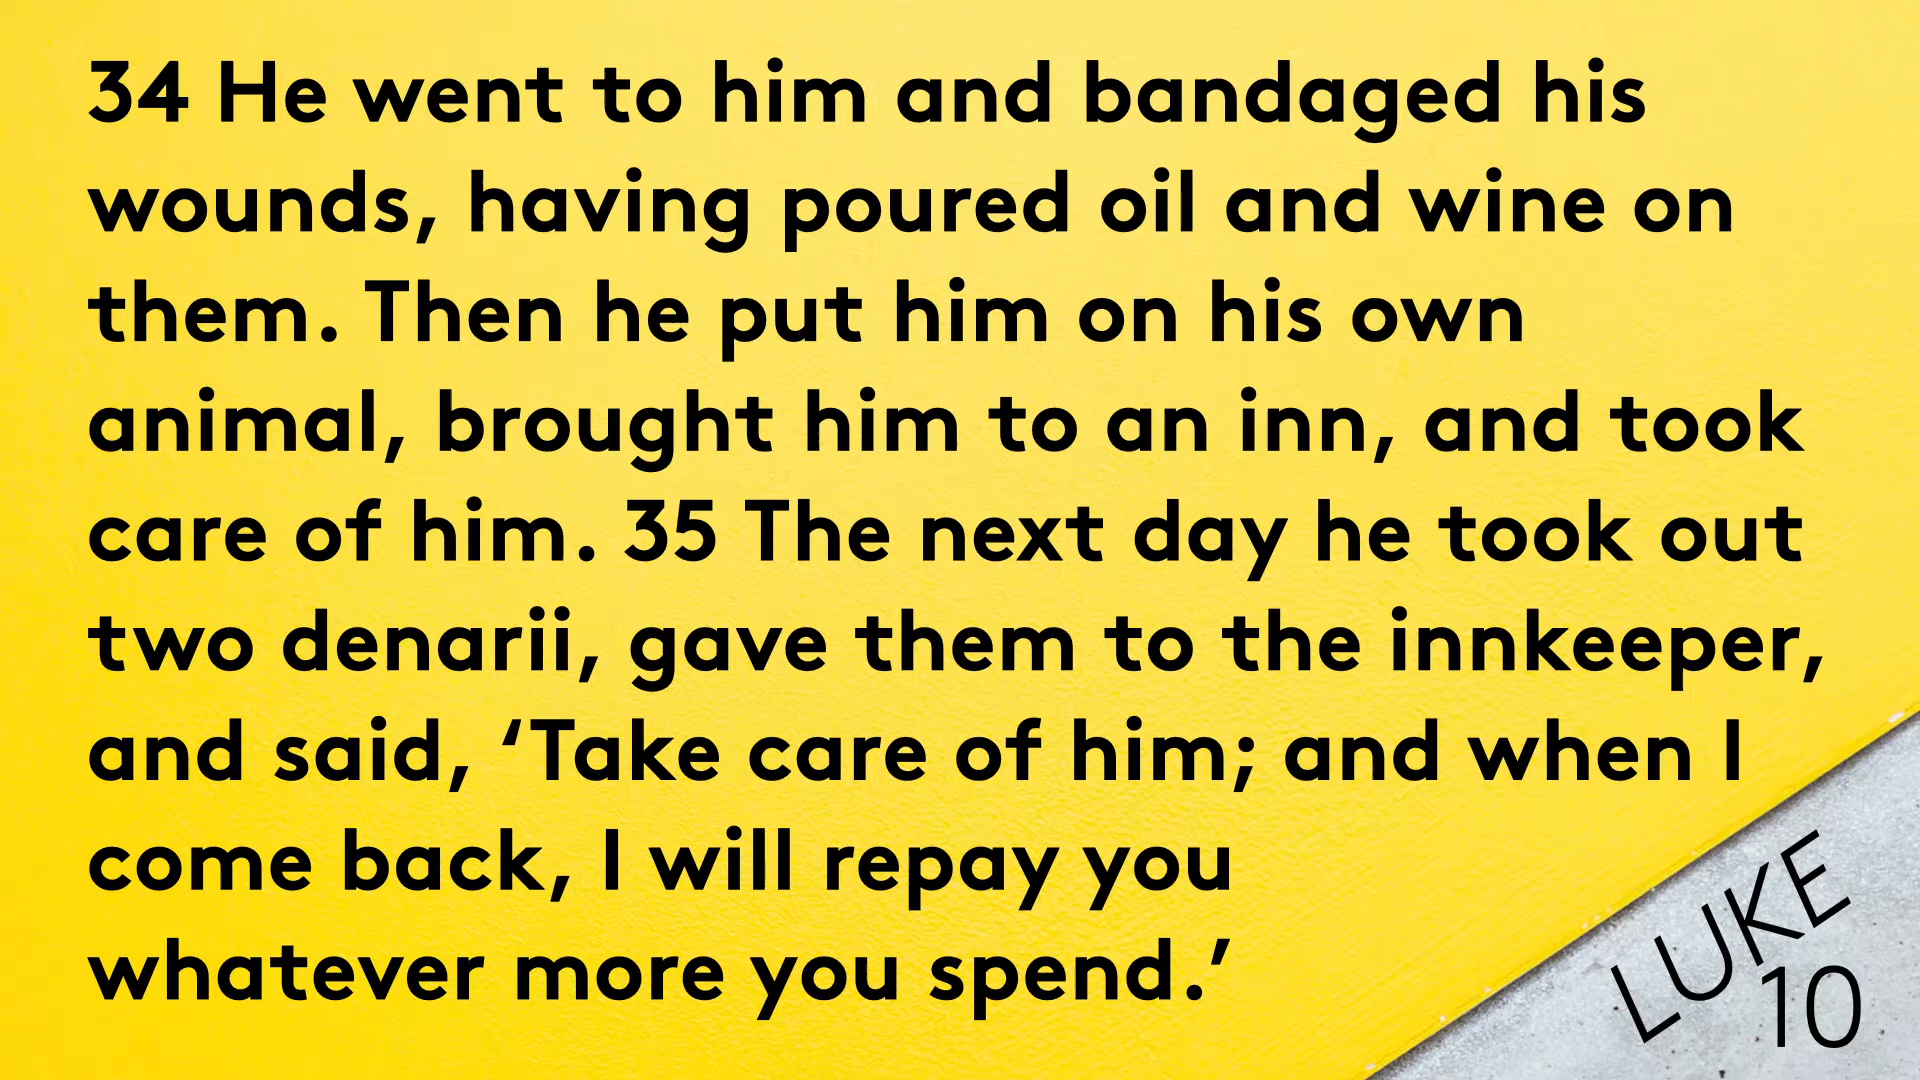 34 He went to him and bandaged his
wounds, having poured oil and wine on
them. Then he put him on his own
animal, brought him to an inn, and took
care of him. 35 The next day he took out
two denarii, gave them to the innkeeper,
and said, ‘Take care of him; and when I
come back, I will repay you
whatever more you spend.’
LUKE
10